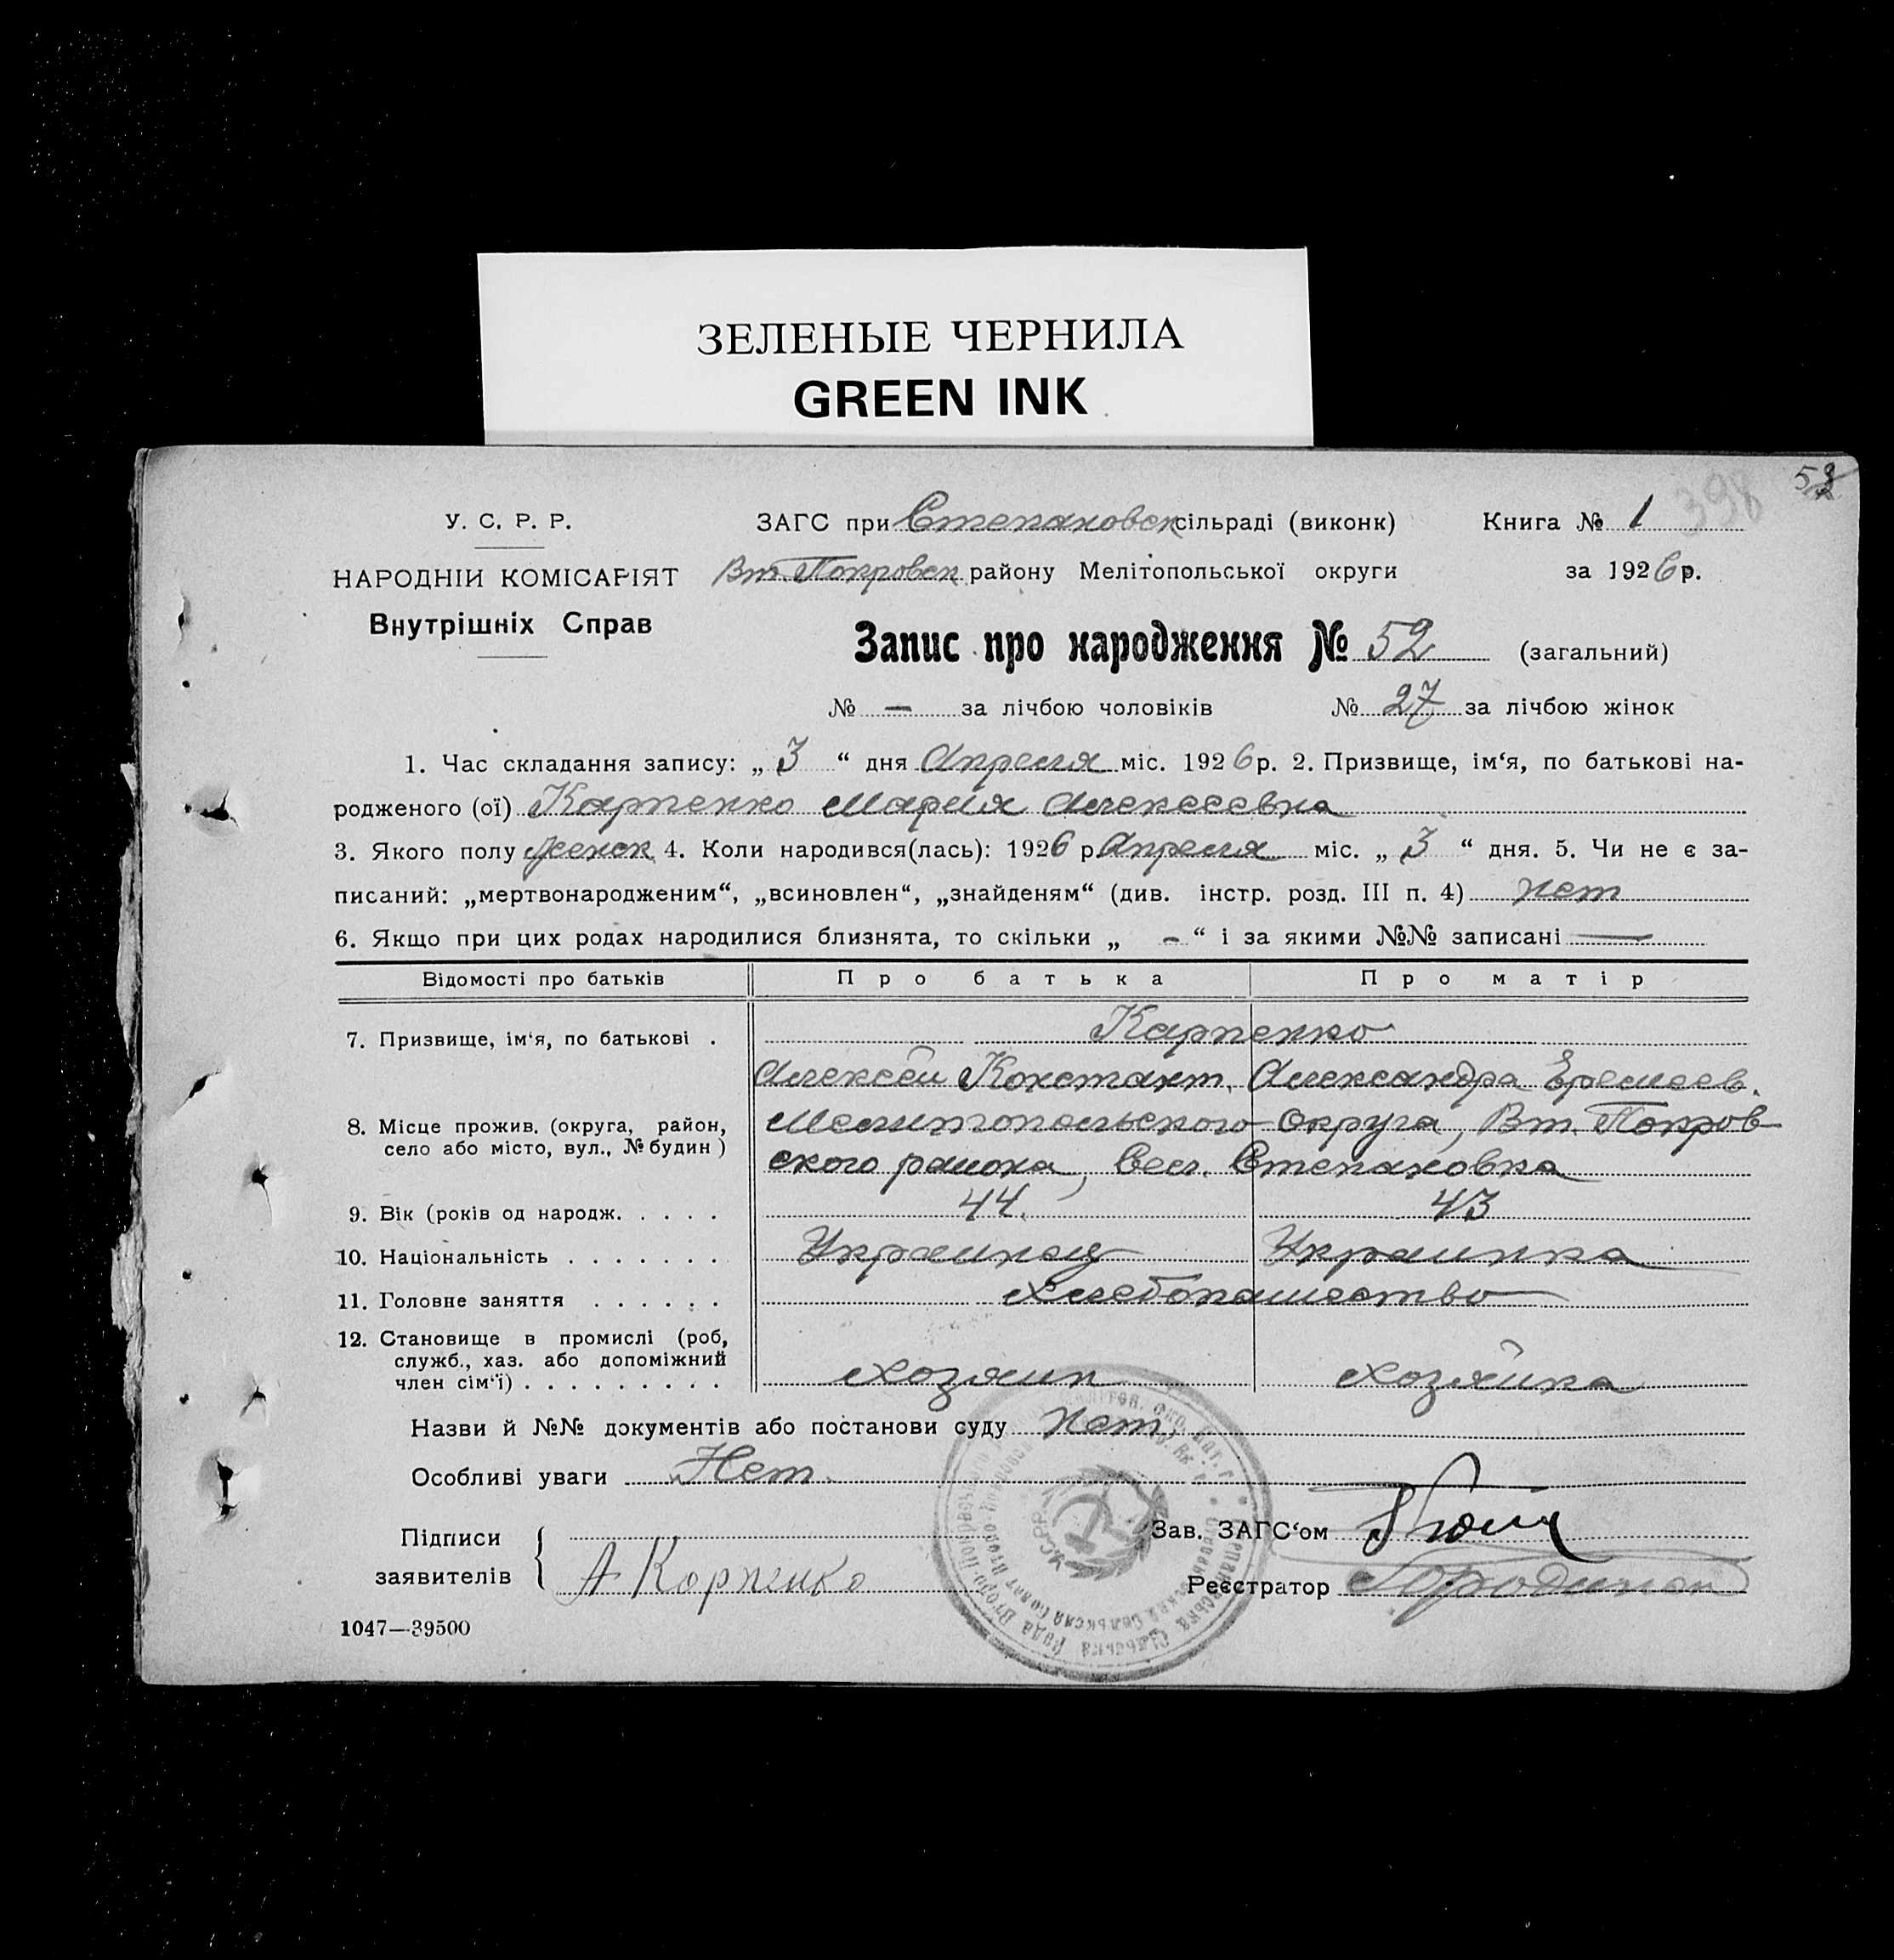 ЗЕЛЕНЫЕ ЧЕРНИЛА
GREEN INK
398
У. С. Р. Р.
ЗАГС при Степановск сільраді (виконк)
Книга № 1
НАРОДНІЙ КОМІСАРІЯТ
Вт. Покровск району Мелітопольської округи
за 1926 р.
Внутрішніх Справ
Запис про народження № 52 (загальний)
№ — за лічбою чоловіків № 27 за лічбою жінок
1. Час складання запису: „ 3 “ дня Апреля міс. 1926 р. 2. Призвище, ім‘я, по батькові на-
родженого (ої) Карпенко Мария Алексеевна
3. Якого полу женск 4. Коли народився(лась): 1926 р. Апреля міс. „ 3 “ дня. 5. Чи не є за-
писаний: „мертвонародженим“, „всиновлен“, „знайденям“ (див. інстр. розд. III п. 4) нет
6. Якщо при цих родах народилися близнята, то скільки „ - “ і за якими №№ записані —
Відомості про батьків
Про батька
Про матір
7. Призвище, ім‘я, по батькові .
Карпенко
Алексей Констант. Александра Еремеев.
8. Місце прожив. (округа, район,
село або місто, вул., № будин )
Мелитопольского Округа, Вт. Покров
ского района, Сел. Степановка
9. Вік (років од народж. . . . .
44.
43
10. Національність . . . . . . .
Украинец
Украинка
11. Головне заняття . . . . . .
Хлебопашество
12. Становище в промислі (роб,
служб., хаз. або допоміжний
член сім‘ї) . . . . . . . . .
хозяин
хозяйка
Назви й №№ документів або постанови суду нет,
Особливі уваги Нет.
Підписи
заявителів
А Карпенко
Зав. ЗАГС‘ом
Реєстратор
1047—39500